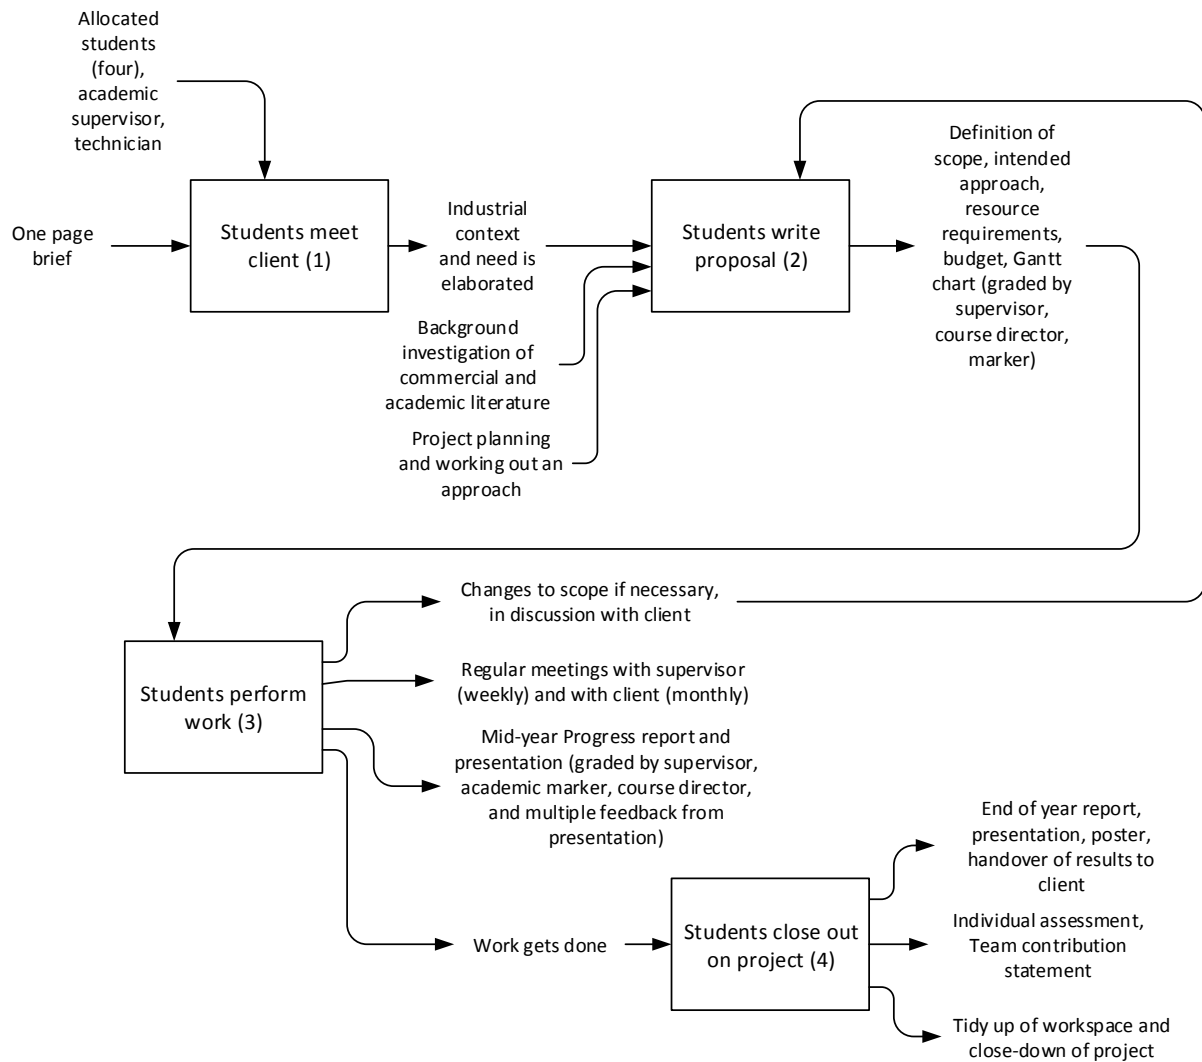 Allocated
students
(four),
academic
supervisor,
technician
One page
brief
Students meet
client (1)
Industrial
context
and need is
elaborated
Background
investigation of
commercial and
academic literature
Project planning
and working out an
approach
Students write
proposal (2)
Definition of
scope, intended
approach,
resource
requirements,
budget, Gantt
chart (graded by
supervisor,
course director,
marker)
Students perform
work (3)
Changes to scope if necessary,
in discussion with client
Regular meetings with supervisor
(weekly) and with client (monthly)
Mid-year Progress report and
presentation (graded by supervisor,
academic marker, course director,
and multiple feedback from
presentation)
Work gets done
Students close out
on project (4)
End of year report,
presentation, poster,
handover of results to
client
Individual assessment,
Team contribution
statement
Tidy up of workspace and
close-down of project